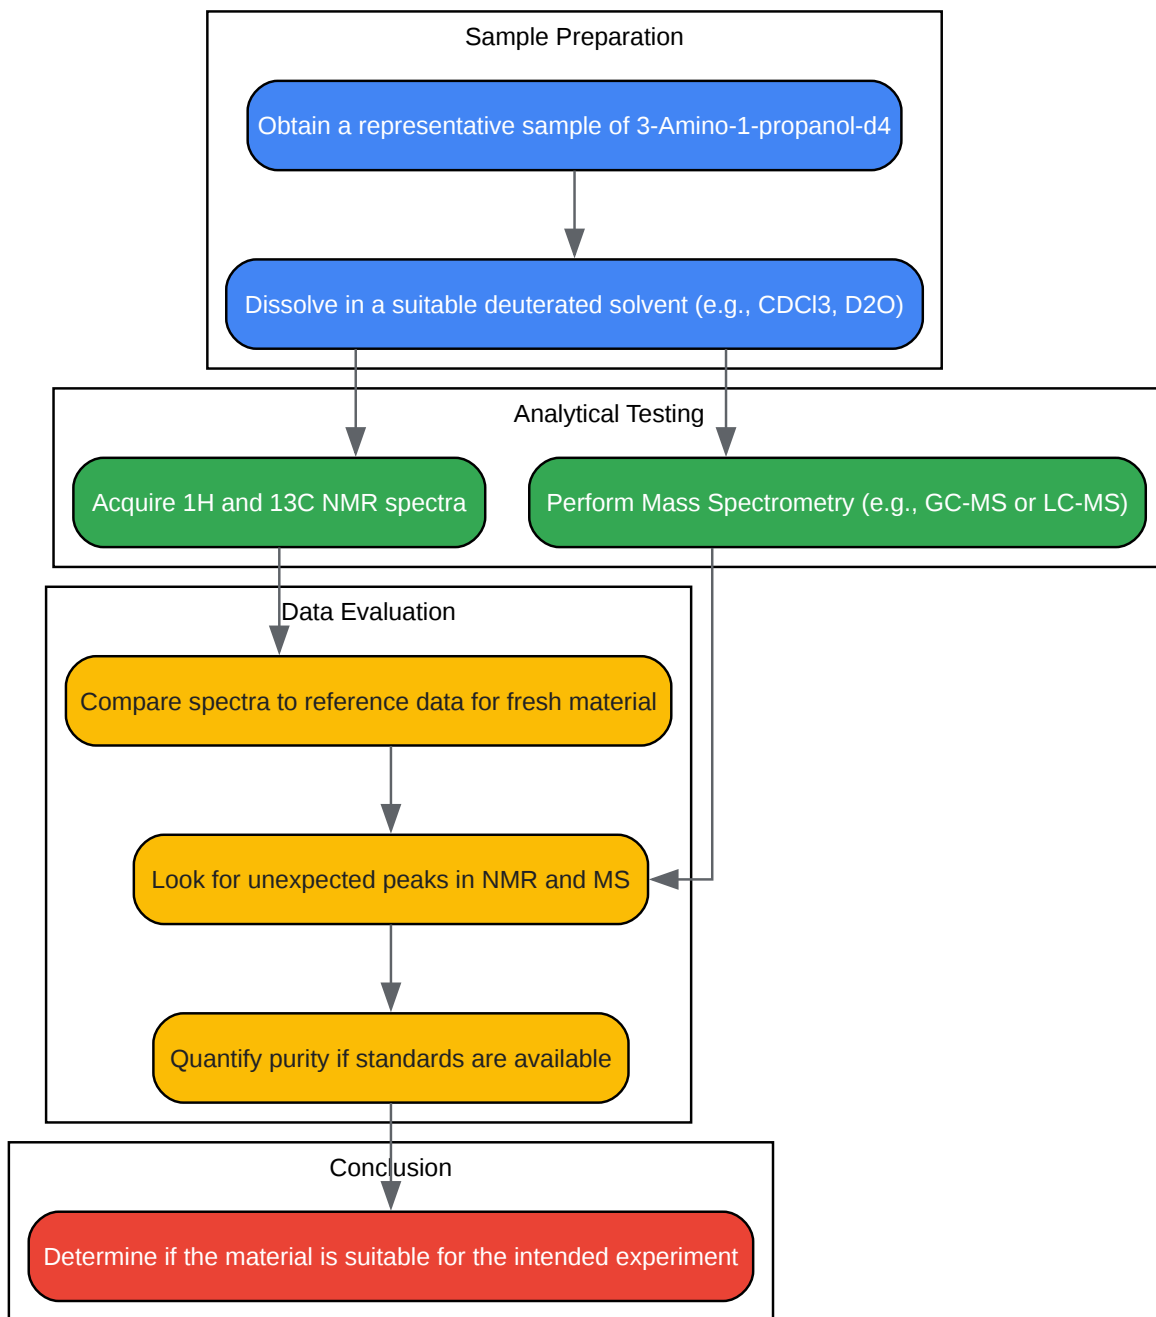 Sample Preparation
Obtain a representative sample of 3-Amino-1-propanol-d4
Dissolve in a suitable deuterated solvent (e.g., CDCl3, D2O)
Analytical Testing
Acquire 1H and 13C NMR spectra
Perform Mass Spectrometry (e.g., GC-MS or LC-MS)
Data Evaluation
Compare spectra to reference data for fresh material
Look for unexpected peaks in NMR and MS
Quantify purity if standards are available
Conclusion
Determine if the material is suitable for the intended experiment